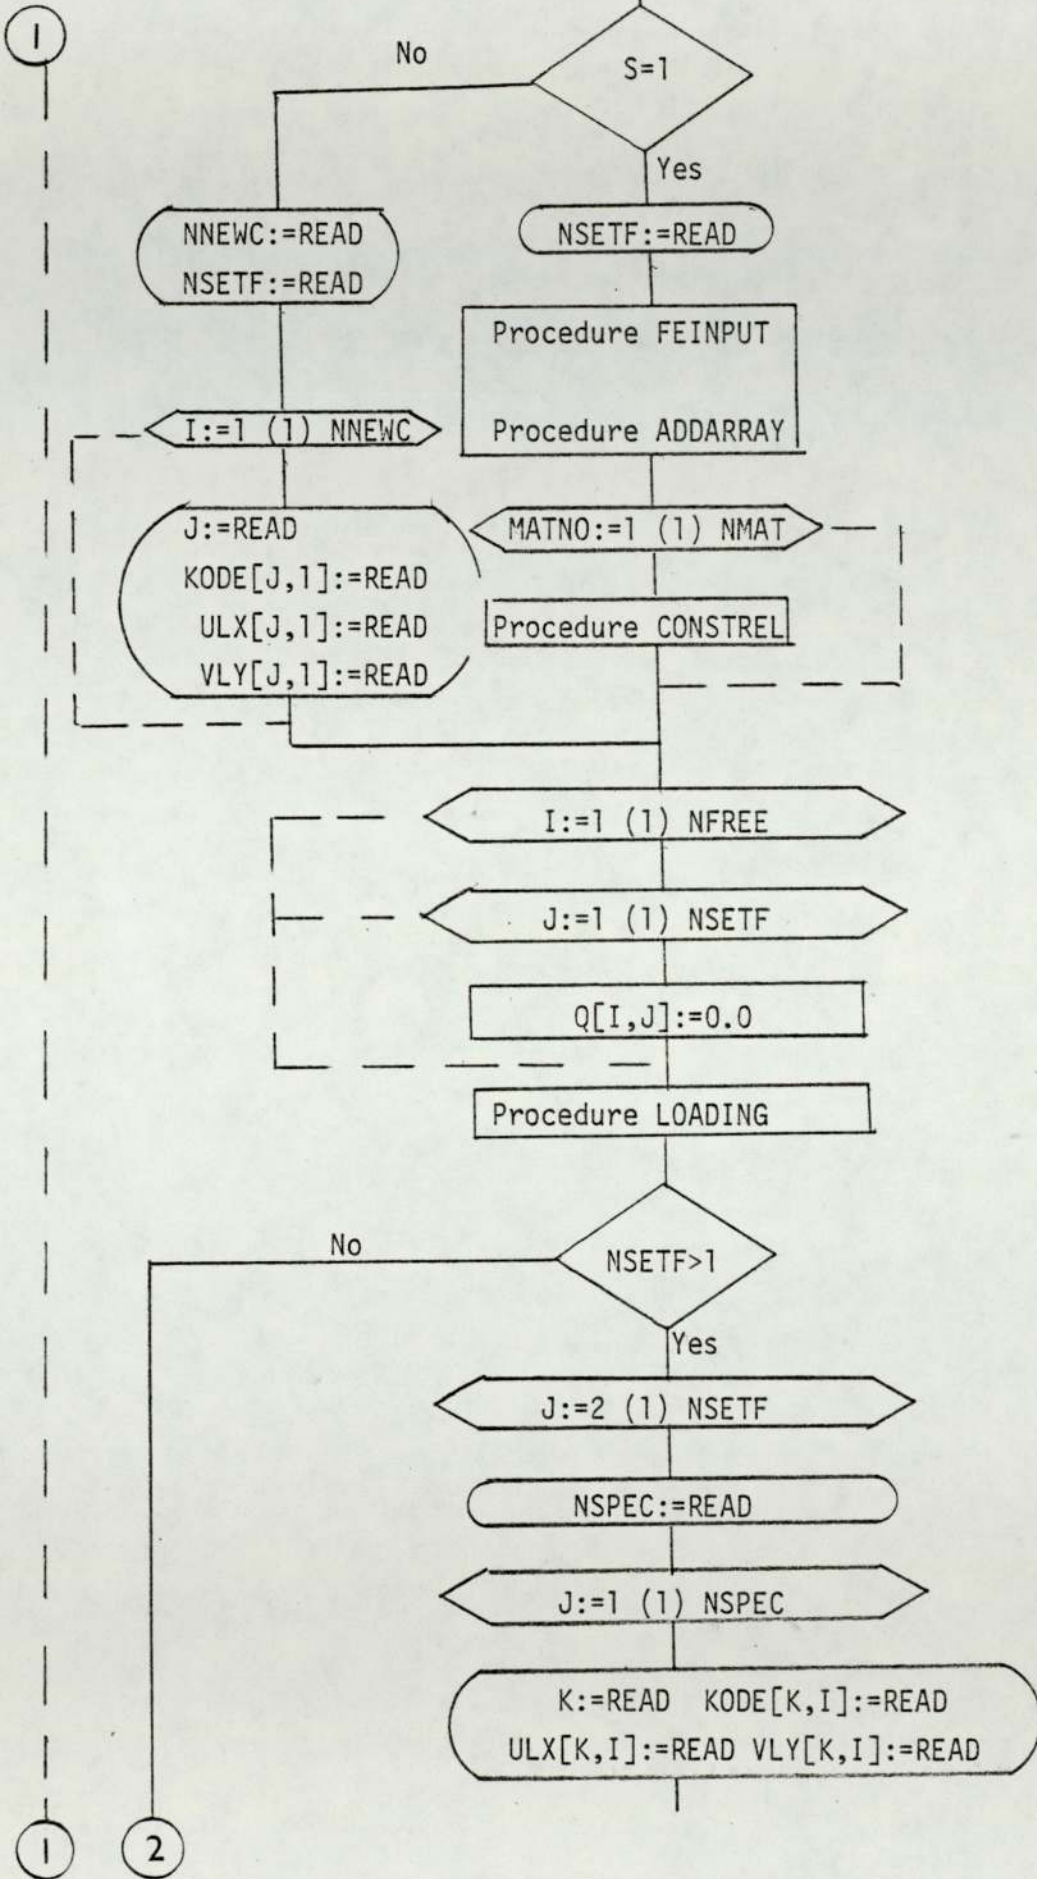 1
No
S=1
Yes
NNEWC:=READ
NSETF:=READ
NSETF:=READ
Procedure FEINPUT
Procedure ADDARRAY
I:=1 (1) NNEWC
J:=READ
KODE[J,1]:=READ
ULX[J,1]:=READ
VLY[J,1]:=READ
MATNO:=1 (1) NMAT
Procedure CONSTREL
I:=1 (1) NFREE
J:=1 (1) NSETF
Q[I,J]:=0.0
Procedure LOADING
No
NSETF>1
Yes
J:=2 (1) NSETF
NSPEC:=READ
J:=1 (1) NSPEC
K:=READ KODE[K,I]:=READ
ULX[K,I]:=READ VLY[K,I]:=READ
1
2